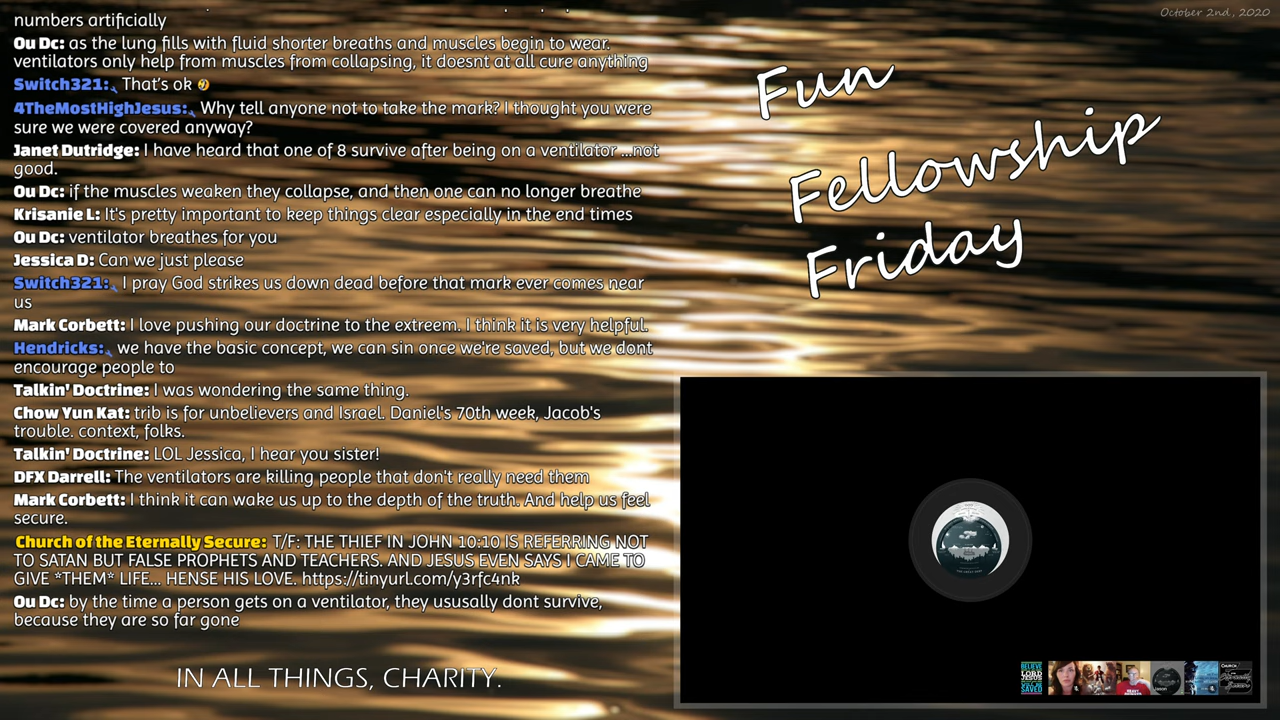 October 2nd, 2020
numbers artificially
Ou Dc: as the lung fills with fluid shorter breaths and muscles begin to wear.
ventilators only help from muscles from collapsing, it doesnt at all cure anything
Switch321: That's ok 🤣
4TheMostHighJesus: Why tell anyone not to take the mark? I thought you were
sure we were covered anyway?
Janet Dutridge: I have heard that one of 8 survive after being on a ventilator ...not
good.
Ou Dc: if the muscles weaken they collapse, and then one can no longer breathe
Krisanie L: It's pretty important to keep things clear especially in the end times
Ou Dc: ventilator breathes for you
Jessica D: Can we just please
Switch321: I pray God strikes us down dead before that mark ever comes near
us
Mark Corbett: I love pushing our doctrine to the extreem. I think it is very helpful.
Hendricks: we have the basic concept, we can sin once we're saved, but we dont
encourage people to
Talkin' Doctrine: I was wondering the same thing.
Chow Yun Kat: trib is for unbelievers and Israel. Daniel's 70th week, Jacob's
trouble. context, folks.
Talkin' Doctrine: LOL Jessica, I hear you sister!
DFX Darrell: The ventilators are killing people that don't really need them
Mark Corbett: I think it can wake us up to the depth of the truth. And help us feel
secure.
Church of the Eternally Secure: T/F: THE THIEF IN JOHN 10:10 IS REFERRING NOT
TO SATAN BUT FALSE PROPHETS AND TEACHERS. AND JESUS EVEN SAYS I CAME TO
GIVE *THEM* LIFE... HENSE HIS LOVE. https://tinyurl.com/y3rfc4nk
Ou Dc: by the time a person gets on a ventilator, they ususally dont survive,
because they are so far gone
IN ALL THINGS, CHARITY.
Fun
Fellowship
Friday
BELIEVE
LORD
JESUS
SAVED
Jason
CHURCH